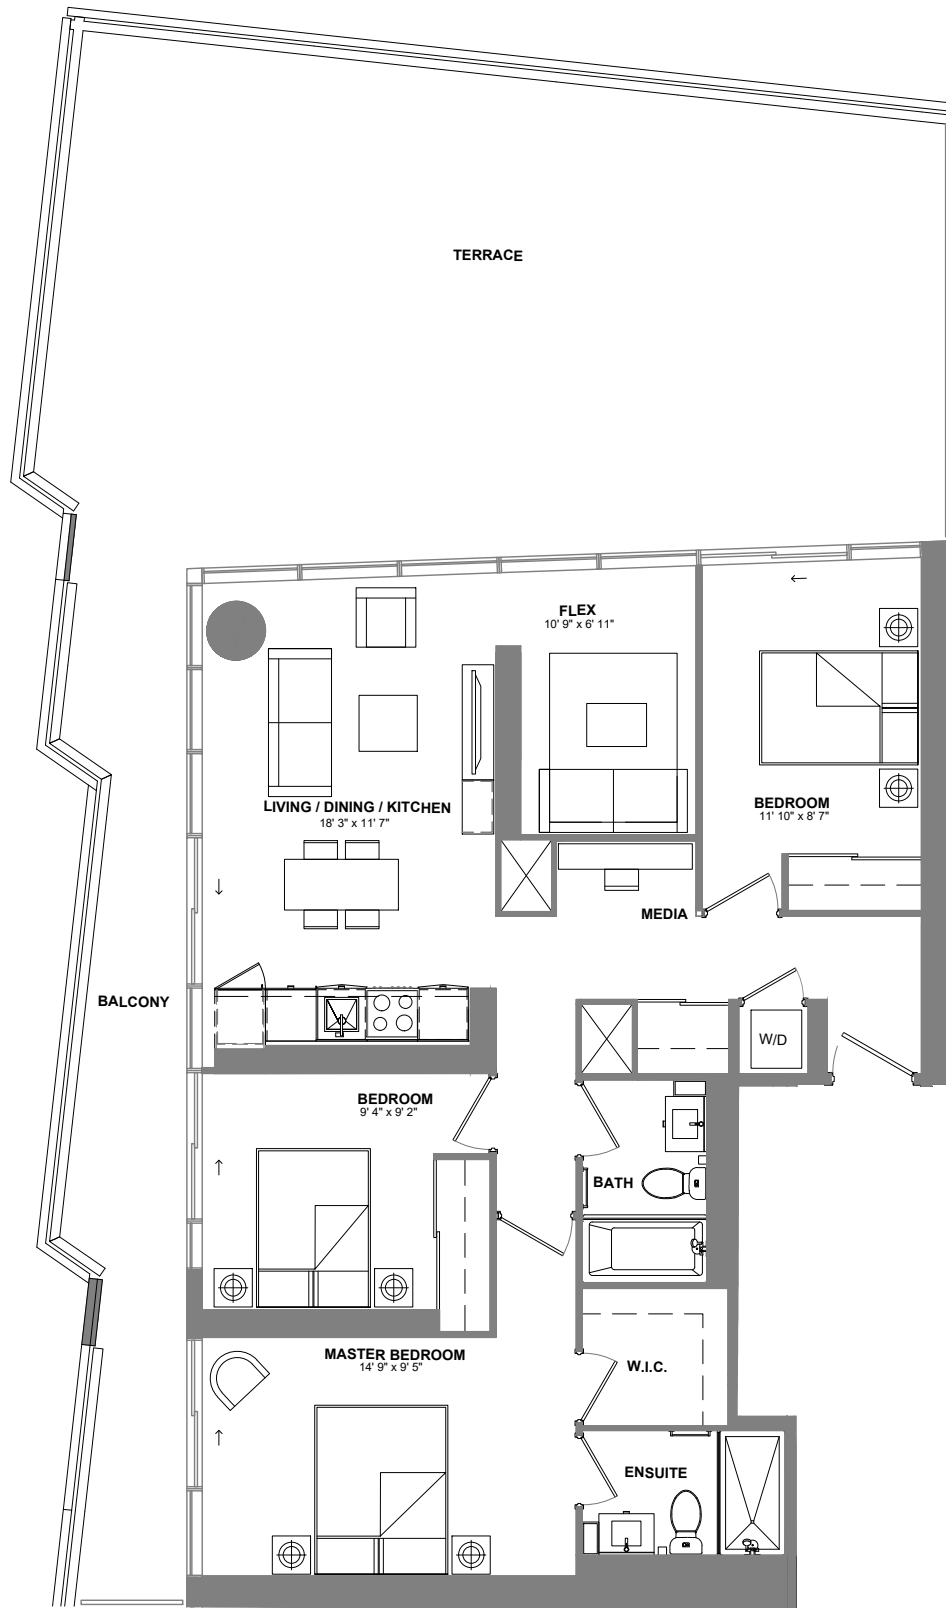 TERRACE
FLEX
10' 9" x 6' 11"
LIVING / DINING / KITCHEN
18' 3" x 11' 7"
BEDROOM
11' 10" x 8' 7"
MEDIA
BALCONY
W/D
BEDROOM
9' 4" x 9' 2"
BATH
MASTER BEDROOM
14' 9" x 9' 5"
W.I.C.
ENSUITE